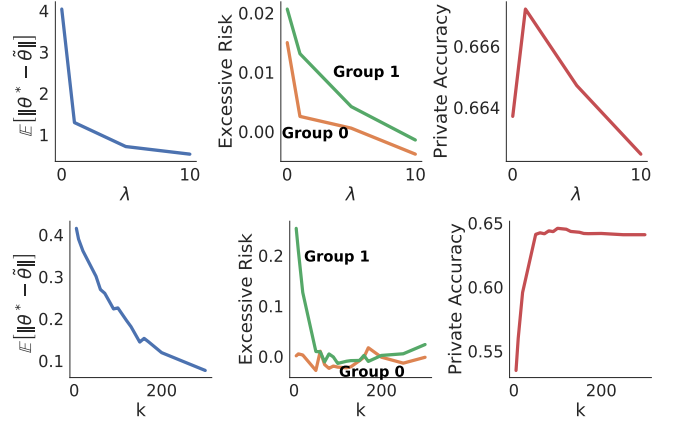 𝔼[‖θ* − θ̃‖]
4
3
2
1
0
10
λ
Excessive Risk
0.02
0.01
0.00
Group 1
Group 0
0
10
λ
Private Accuracy
0.666
0.664
0
10
λ
𝔼[‖θ* − θ̃‖]
0.4
0.3
0.2
0.1
0
200
k
Excessive Risk
0.2
0.1
0.0
Group 1
Group 0
0
200
k
Private Accuracy
0.65
0.60
0.55
200
k